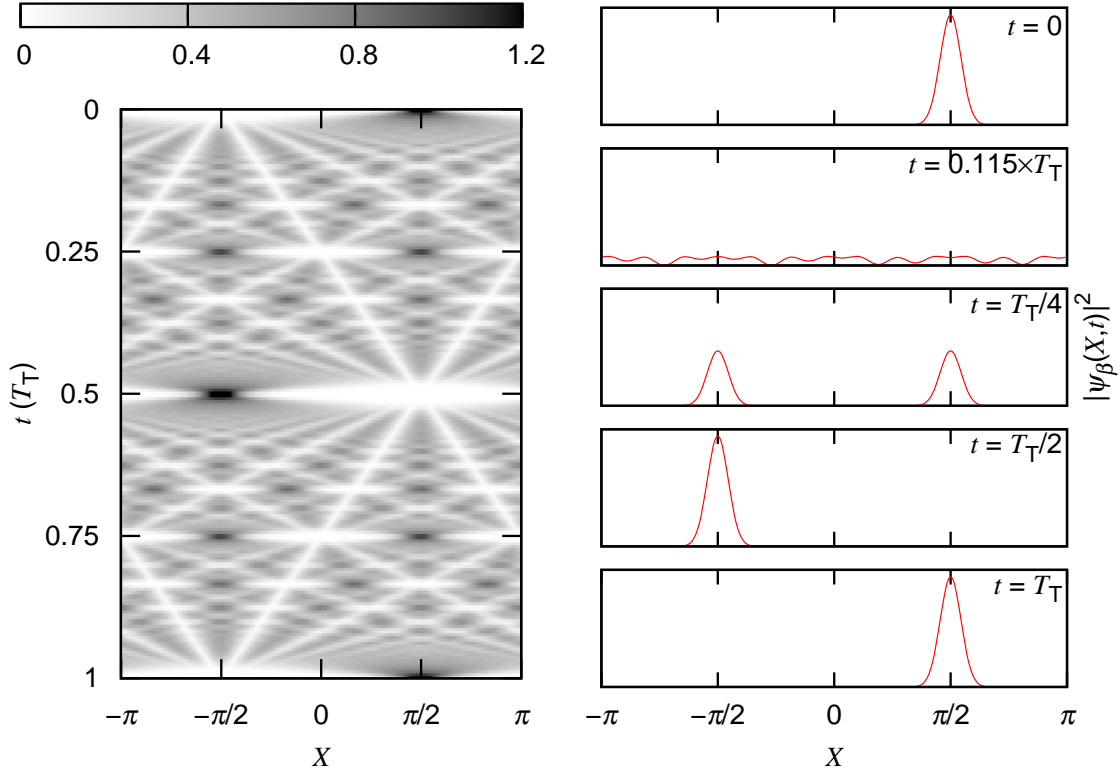 0 0.4 0.8 1.2
0
0.25
0.5
0.75
1
t (T_T)
−π −π/2 0 π/2 π
X
t = 0
t = 0.115×T_T
t = T_T/4
t = T_T/2
t = T_T
|ψ_β(X,t)|²
−π −π/2 0 π/2 π
X